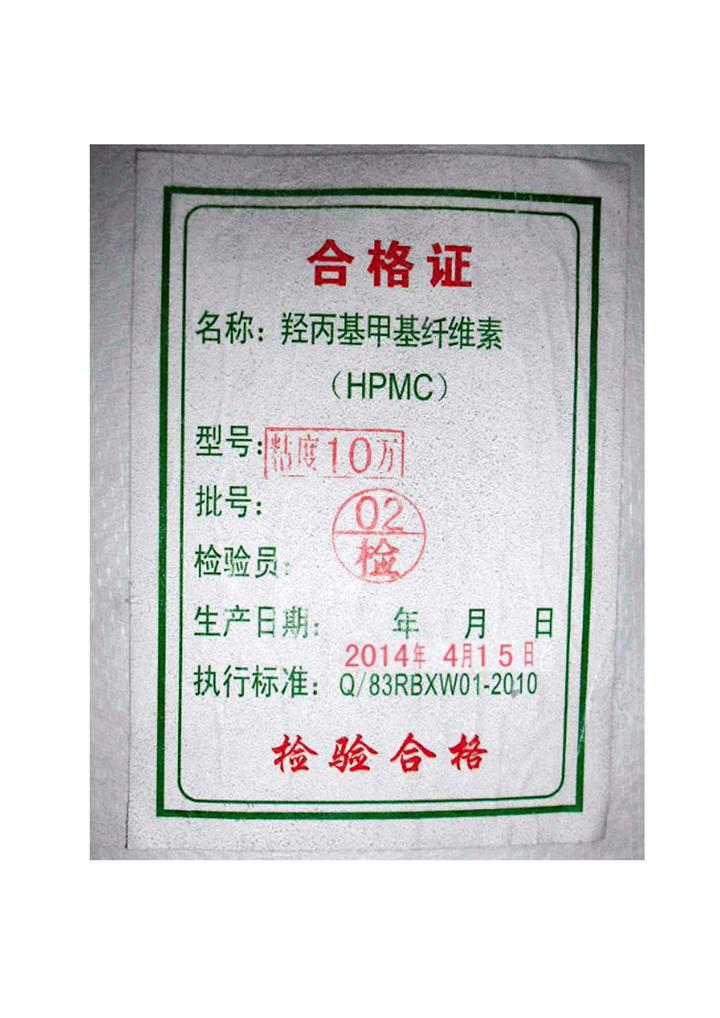 合格证
名称：羟丙基甲基纤维素
（HPMC）
型号：粘度10万
批号：
02
检验员：检
生产日期：　　年　月　日
2014年 4月15日
执行标准：Q/83RBXW01-2010
检验合格